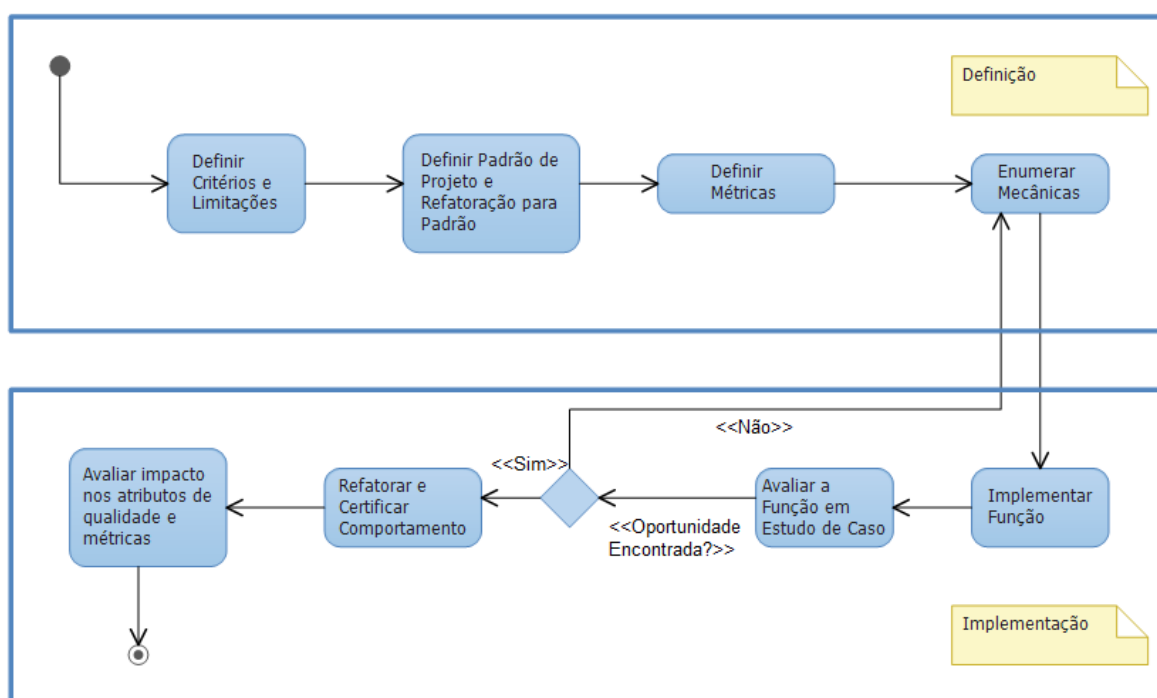 Definição
Definir
Critérios e
Limitações
Definir Padrão de
Projeto e
Refatoração para
Padrão
Definir
Métricas
Enumerar
Mecânicas
<<Não>>
<<Sim>>
Avaliar impacto
nos atributos de
qualidade e
métricas
Refatorar e
Certificar
Comportamento
<<Oportunidade
Encontrada?>>
Avaliar a
Função em
Estudo de Caso
Implementar
Função
Implementação